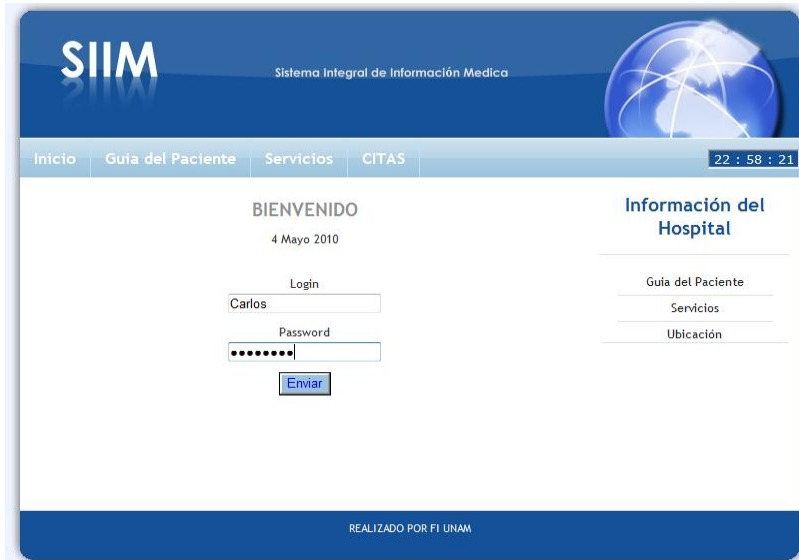 SIIM
Sistema Integral de Información Medica
Inicio Guia del Paciente Servicios CITAS
22 : 58 : 21
BIENVENIDO
4 Mayo 2010
Login
Carlos
Password
••••••••
Enviar
Información del
Hospital
Guia del Paciente
Servicios
Ubicación
REALIZADO POR FI UNAM